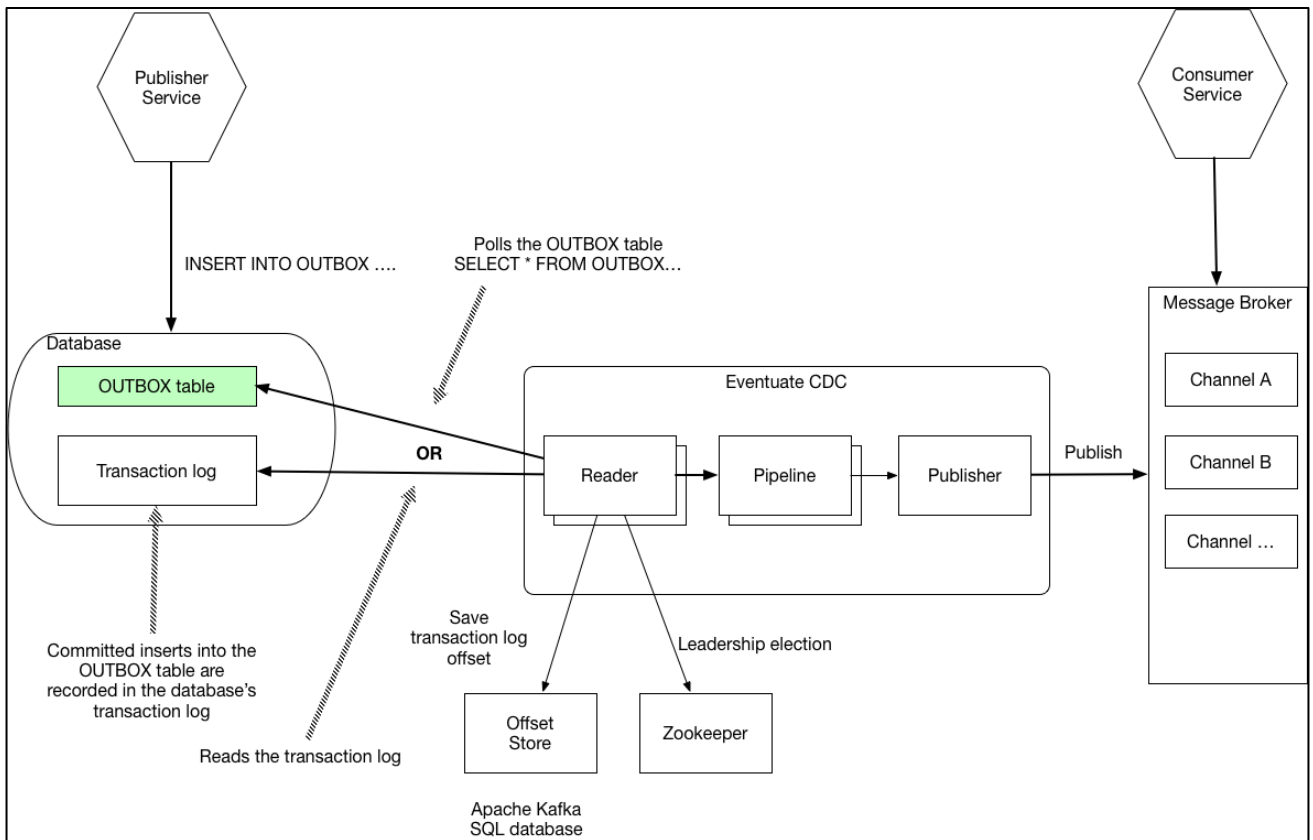 Publisher
Service
Consumer
Service
INSERT INTO OUTBOX ....
Polls the OUTBOX table
SELECT * FROM OUTBOX...
Database
OUTBOX table
Transaction log
OR
Eventuate CDC
Reader
Pipeline
Publisher
Publish
Message Broker
Channel A
Channel B
Channel ...
Committed inserts into the
OUTBOX table are
recorded in the database's
transaction log
Reads the transaction log
Save
transaction log
offset
Leadership election
Offset
Store
Zookeeper
Apache Kafka
SQL database